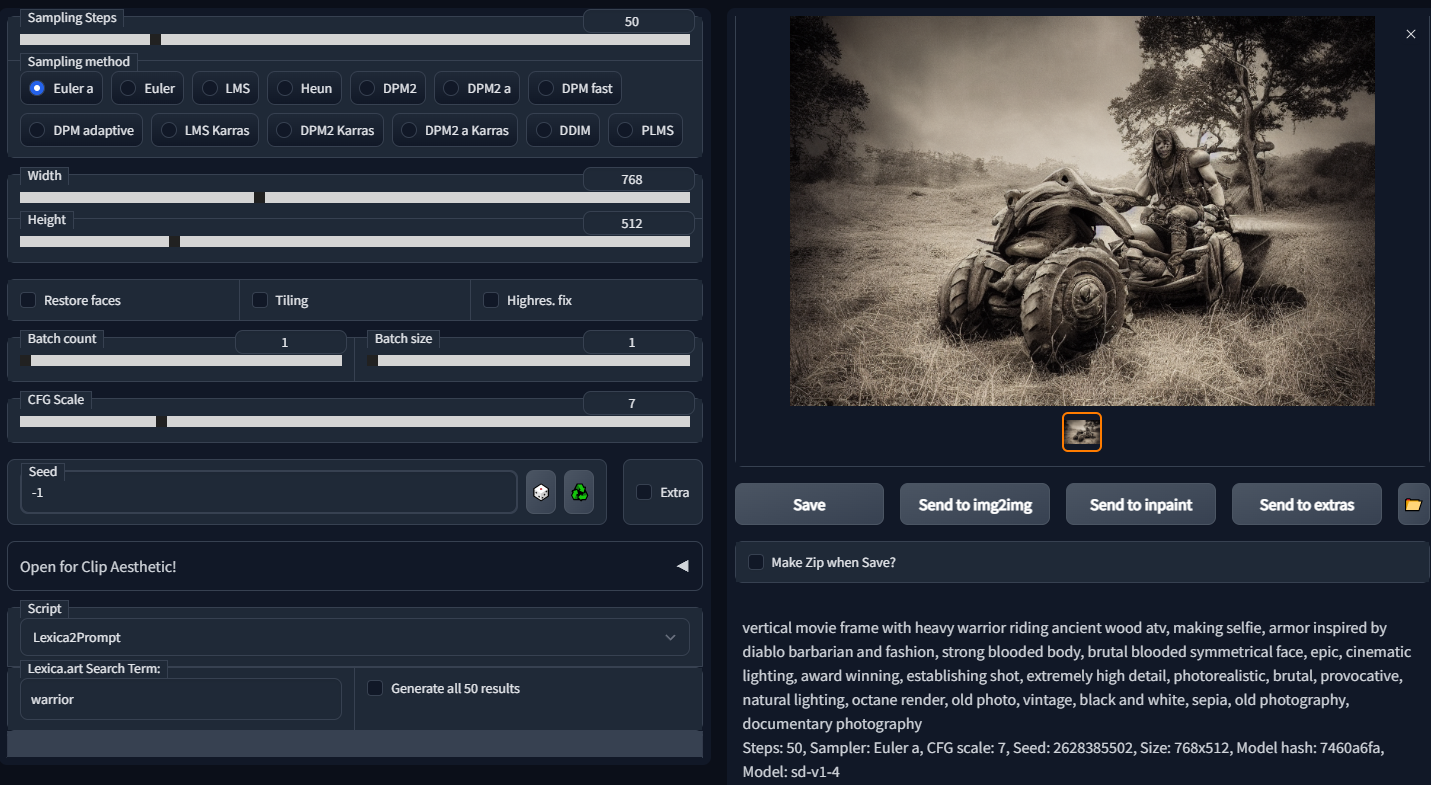 Sampling Steps
50
Sampling method
Euler a
Euler
LMS
Heun
DPM2
DPM2 a
DPM fast
DPM adaptive
LMS Karras
DPM2 Karras
DPM2 a Karras
DDIM
PLMS
Width
768
Height
512
Restore faces
Tiling
Highres. fix
Batch count
1
Batch size
1
CFG Scale
7
Seed
-1
Extra
Open for Clip Aesthetic!
Script
Lexica2Prompt
Lexica.art Search Term:
warrior
Generate all 50 results
Save
Send to img2img
Send to inpaint
Send to extras
Make Zip when Save?
vertical movie frame with heavy warrior riding ancient wood atv, making selfie, armor inspired by
diablo barbarian and fashion, strong blooded body, brutal blooded symmetrical face, epic, cinematic
lighting, award winning, establishing shot, extremely high detail, photorealistic, brutal, provocative,
natural lighting, octane render, old photo, vintage, black and white, sepia, old photography,
documentary photography
Steps: 50, Sampler: Euler a, CFG scale: 7, Seed: 2628385502, Size: 768x512, Model hash: 7460a6fa,
Model: sd-v1-4